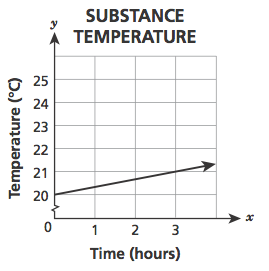 SUBSTANCE
TEMPERATURE
y
Temperature (°C)
25
24
23
22
21
20
0
1 2 3
x
Time (hours)